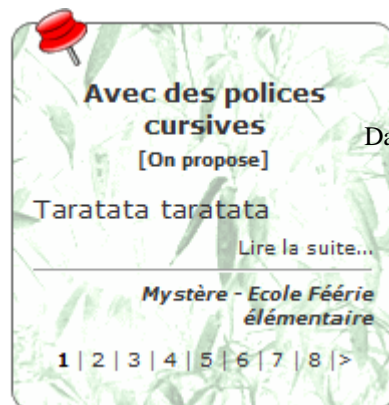 Avec des polices
cursives
[On propose]
Da
Taratata taratata
Lire la suite...
Mystère - Ecole Féérie
élémentaire
1 | 2 | 3 | 4 | 5 | 6 | 7 | 8 |>